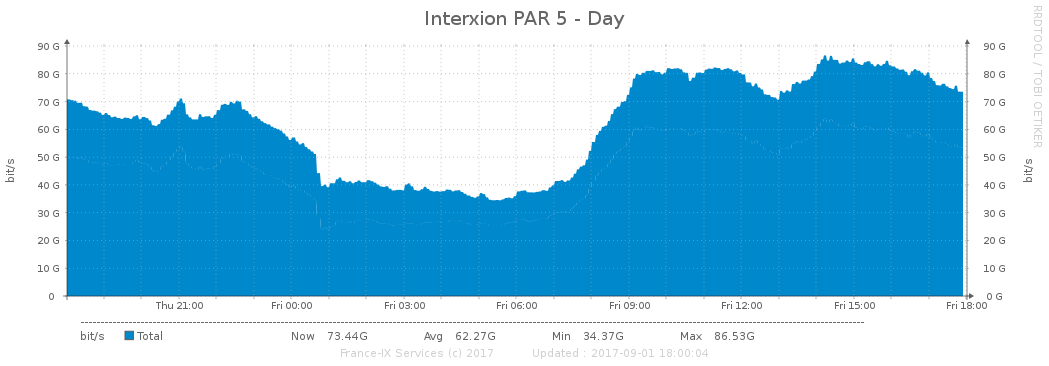 Interxion PAR 5 - Day
RRDTOOL / TOBI OETIKER
90 G 90 G
80 G 80 G
70 G 70 G
60 G 60 G
50 G 50 G
40 G 40 G
30 G 30 G
20 G 20 G
10 G 10 G
0 0 G
bit/s bit/s
Thu 21:00 Fri 00:00 Fri 03:00 Fri 06:00 Fri 09:00 Fri 12:00 Fri 15:00 Fri 18:00
bit/s Total Now 73.44G Avg 62.27G Min 34.37G Max 86.53G
France-IX Services (c) 2017 Updated : 2017-09-01 18:00:04